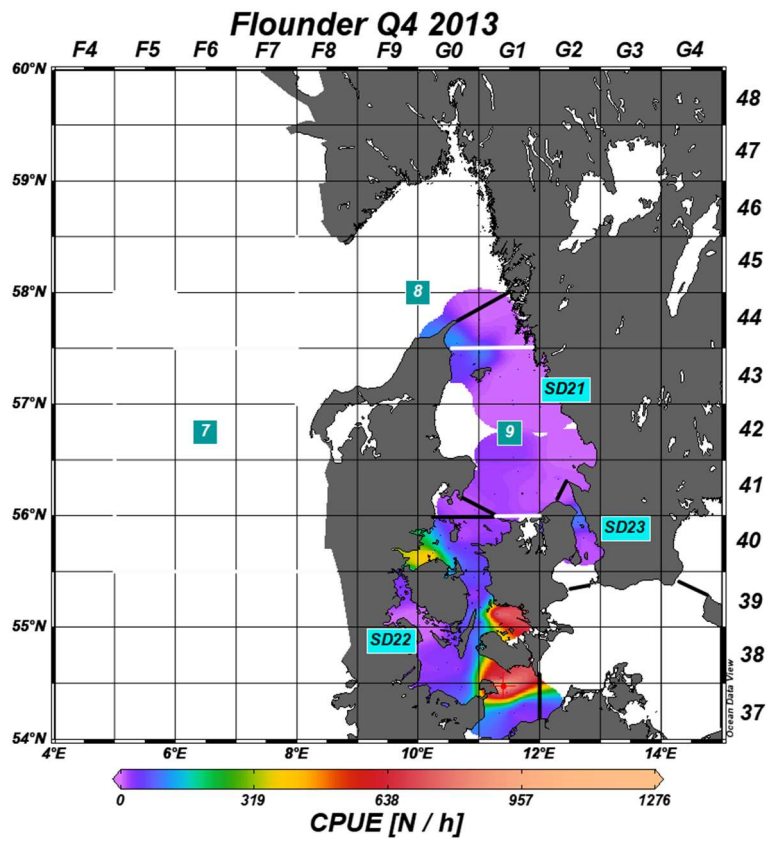 Flounder Q4 2013
F4 F5 F6 F7 F8 F9 G0 G1 G2 G3 G4
60°N
48
47
59°N
46
45
58°N
8
44
43
SD21
57°N
7
9
42
41
56°N
SD23
40
39
55°N
SD22
38
37
54°N
Ocean Data View
4°E 6°E 8°E 10°E 12°E 14°E
0 319 638 957 1276
CPUE [N / h]